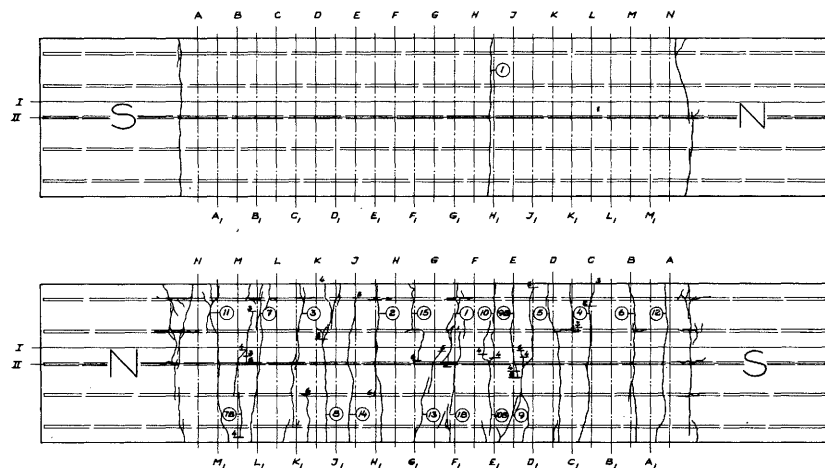 A B C D E F G H J K L M N
1
I
II
S N
A₁ B₁ C₁ D₁ E₁ F₁ G₁ H₁ J₁ K₁ L₁ M₁
N M L K J H G F E D C B A
11 7 3 2 15 1 10 9B 5 4 6 12
I
II
N S
7B 8 14 13 1B 10B 9
M₁ L₁ K₁ J₁ H₁ G₁ F₁ E₁ D₁ C₁ B₁ A₁